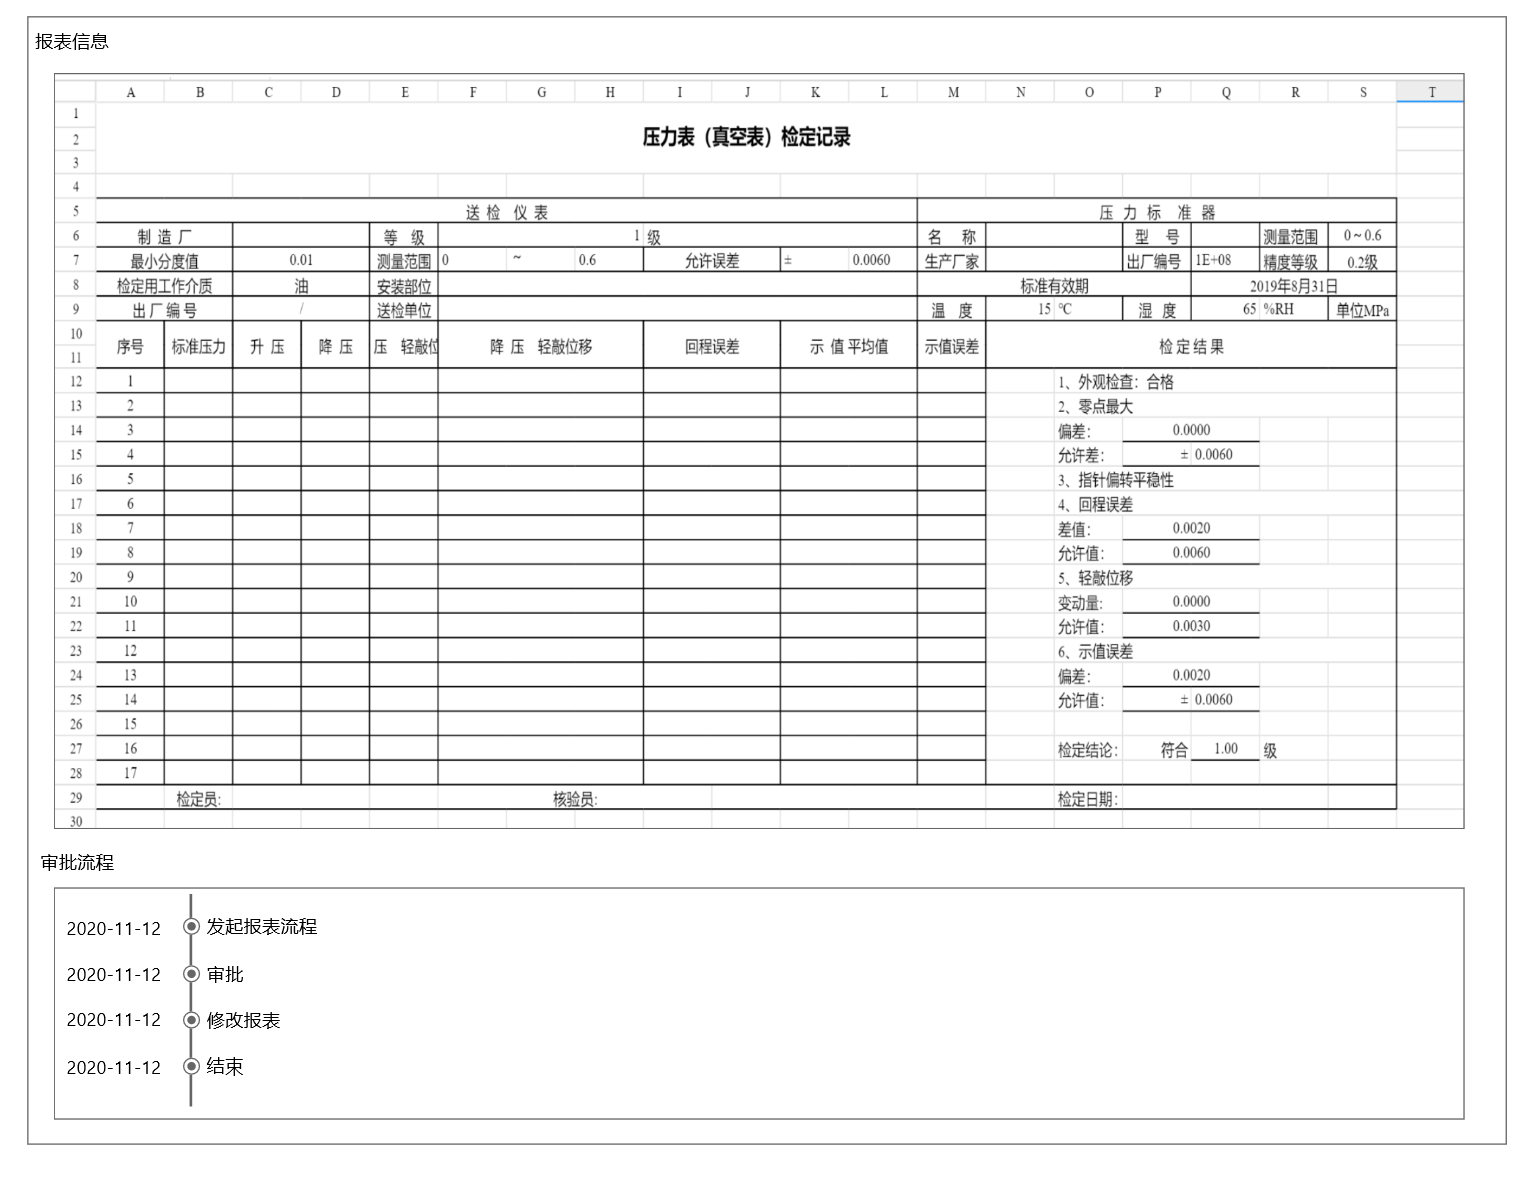 报表信息
A B C D E F G H I J K L M N O P Q R S T
1
2 压力表（真空表）检定记录
3
4
5 送 检 仪 表 压 力 标 准 器
6 制 造 厂 等 级 1 级 名 称 型 号 测量范围 0～0.6
7 最小分度值 0.01 测量范围 0 ～ 0.6 允许误差 ± 0.0060 生产厂家 出厂编号 1E+08 精度等级 0.2级
8 检定用工作介质 油 安装部位 标准有效期 2019年8月31日
9 出 厂 编 号 / 送检单位 温 度 15 ℃ 湿 度 65 %RH 单位MPa
10
11 序号 标准压力 升 压 降 压 压 轻敲位 降 压 轻敲位移 回程误差 示 值 平均值 示值误差 检 定 结 果
12 1 1、外观检查：合格
13 2 2、零点最大
14 3 偏差： 0.0000
15 4 允许差： ± 0.0060
16 5 3、指针偏转平稳性
17 6 4、回程误差
18 7 差值： 0.0020
19 8 允许值： 0.0060
20 9 5、轻敲位移
21 10 变动量： 0.0000
22 11 允许值： 0.0030
23 12 6、示值误差
24 13 偏差： 0.0020
25 14 允许值： ± 0.0060
26 15
27 16 检定结论： 符合 1.00 级
28 17
29 检定员： 核验员： 检定日期：
30
审批流程
2020-11-12 发起报表流程
2020-11-12 审批
2020-11-12 修改报表
2020-11-12 结束